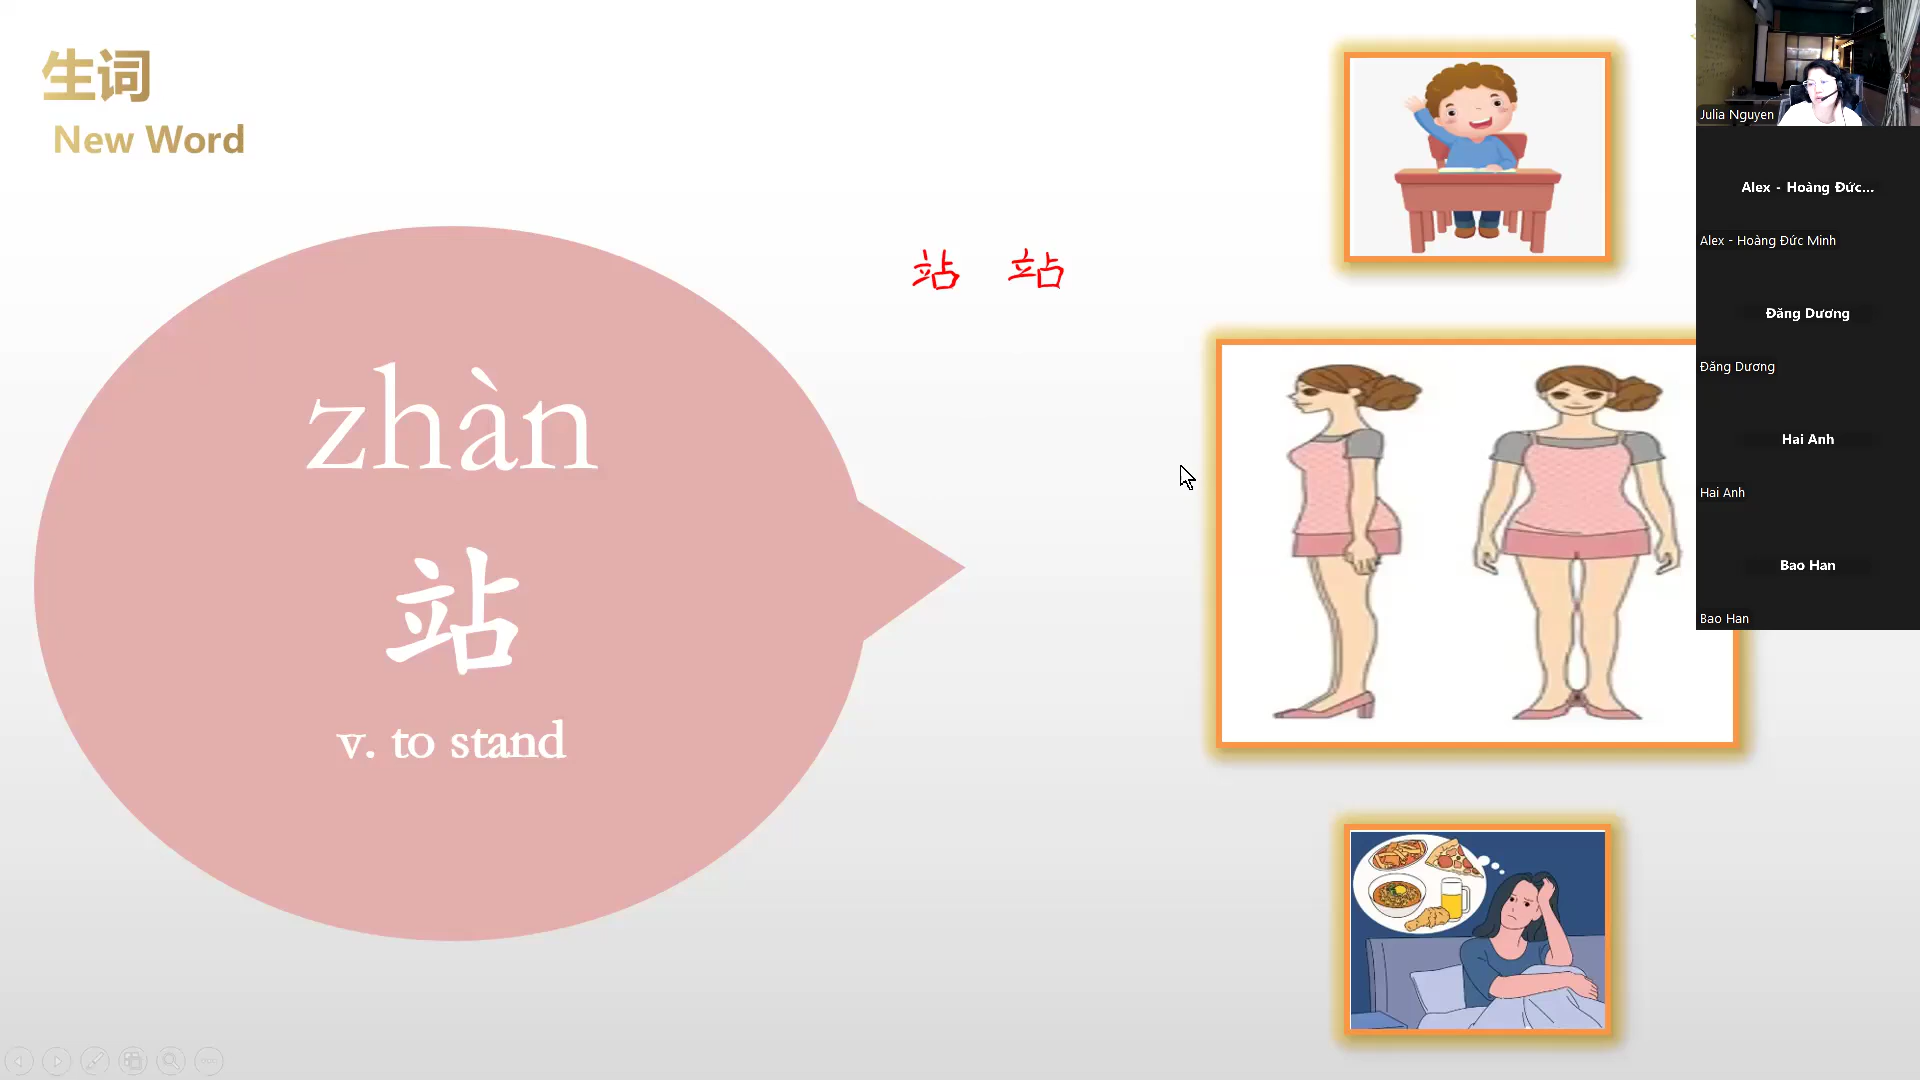 生词
New Word
站 站
zhàn
站
v. to stand
Julia Nguyen
Alex - Hoàng Đức...
Alex - Hoàng Đức Minh
Đăng Dương
Đăng Dương
Hai Anh
Hai Anh
Bao Han
Bao Han